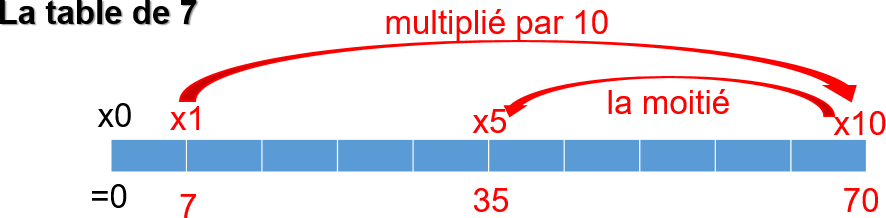 La table de 7
multiplié par 10
la moitié
x0 x1 x5 x10
=0 7 35 70